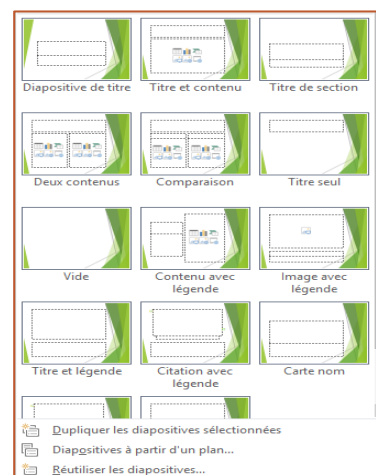 Diapositive de titre
Titre et contenu
Titre de section
Deux contenus
Comparaison
Titre seul
Vide
Contenu avec
légende
Image avec
légende
Titre et légende
Citation avec
légende
Carte nom
Dupliquer les diapositives sélectionnées
Diapositives à partir d'un plan...
Réutiliser les diapositives...